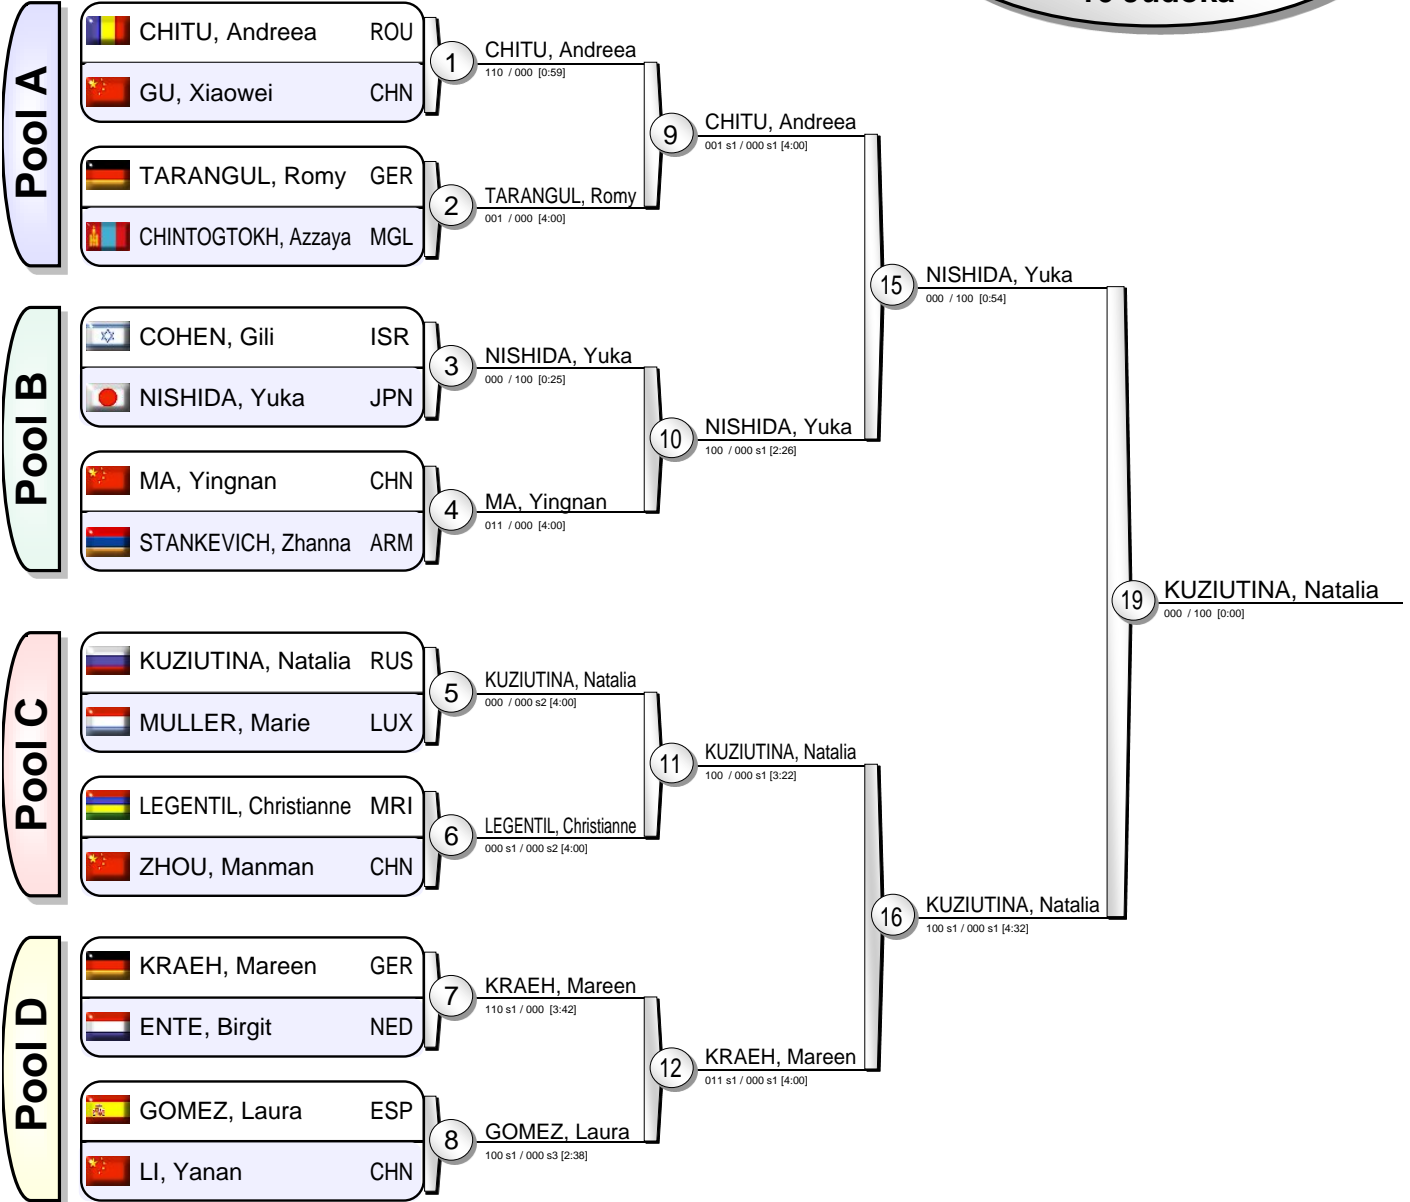 16 Judoka
Pool A
CHITU, Andreea ROU
GU, Xiaowei CHN
1
CHITU, Andreea
110 / 000 [0:59]
TARANGUL, Romy GER
CHINTOGTOKH, Azzaya MGL
2
TARANGUL, Romy
001 / 000 [4:00]
9
CHITU, Andreea
001 s1 / 000 s1 [4:00]
Pool B
COHEN, Gili ISR
NISHIDA, Yuka JPN
3
NISHIDA, Yuka
000 / 100 [0:25]
MA, Yingnan CHN
STANKEVICH, Zhanna ARM
4
MA, Yingnan
011 / 000 [4:00]
10
NISHIDA, Yuka
100 / 000 s1 [2:26]
15
NISHIDA, Yuka
000 / 100 [0:54]
Pool C
KUZIUTINA, Natalia RUS
MULLER, Marie LUX
5
KUZIUTINA, Natalia
000 / 000 s2 [4:00]
LEGENTIL, Christianne MRI
ZHOU, Manman CHN
6
LEGENTIL, Christianne
000 s1 / 000 s2 [4:00]
11
KUZIUTINA, Natalia
100 / 000 s1 [3:22]
Pool D
KRAEH, Mareen GER
ENTE, Birgit NED
7
KRAEH, Mareen
110 s1 / 000 [3:42]
GOMEZ, Laura ESP
LI, Yanan CHN
8
GOMEZ, Laura
100 s1 / 000 s3 [2:38]
12
KRAEH, Mareen
011 s1 / 000 s1 [4:00]
16
KUZIUTINA, Natalia
100 s1 / 000 s1 [4:32]
19
KUZIUTINA, Natalia
000 / 100 [0:00]